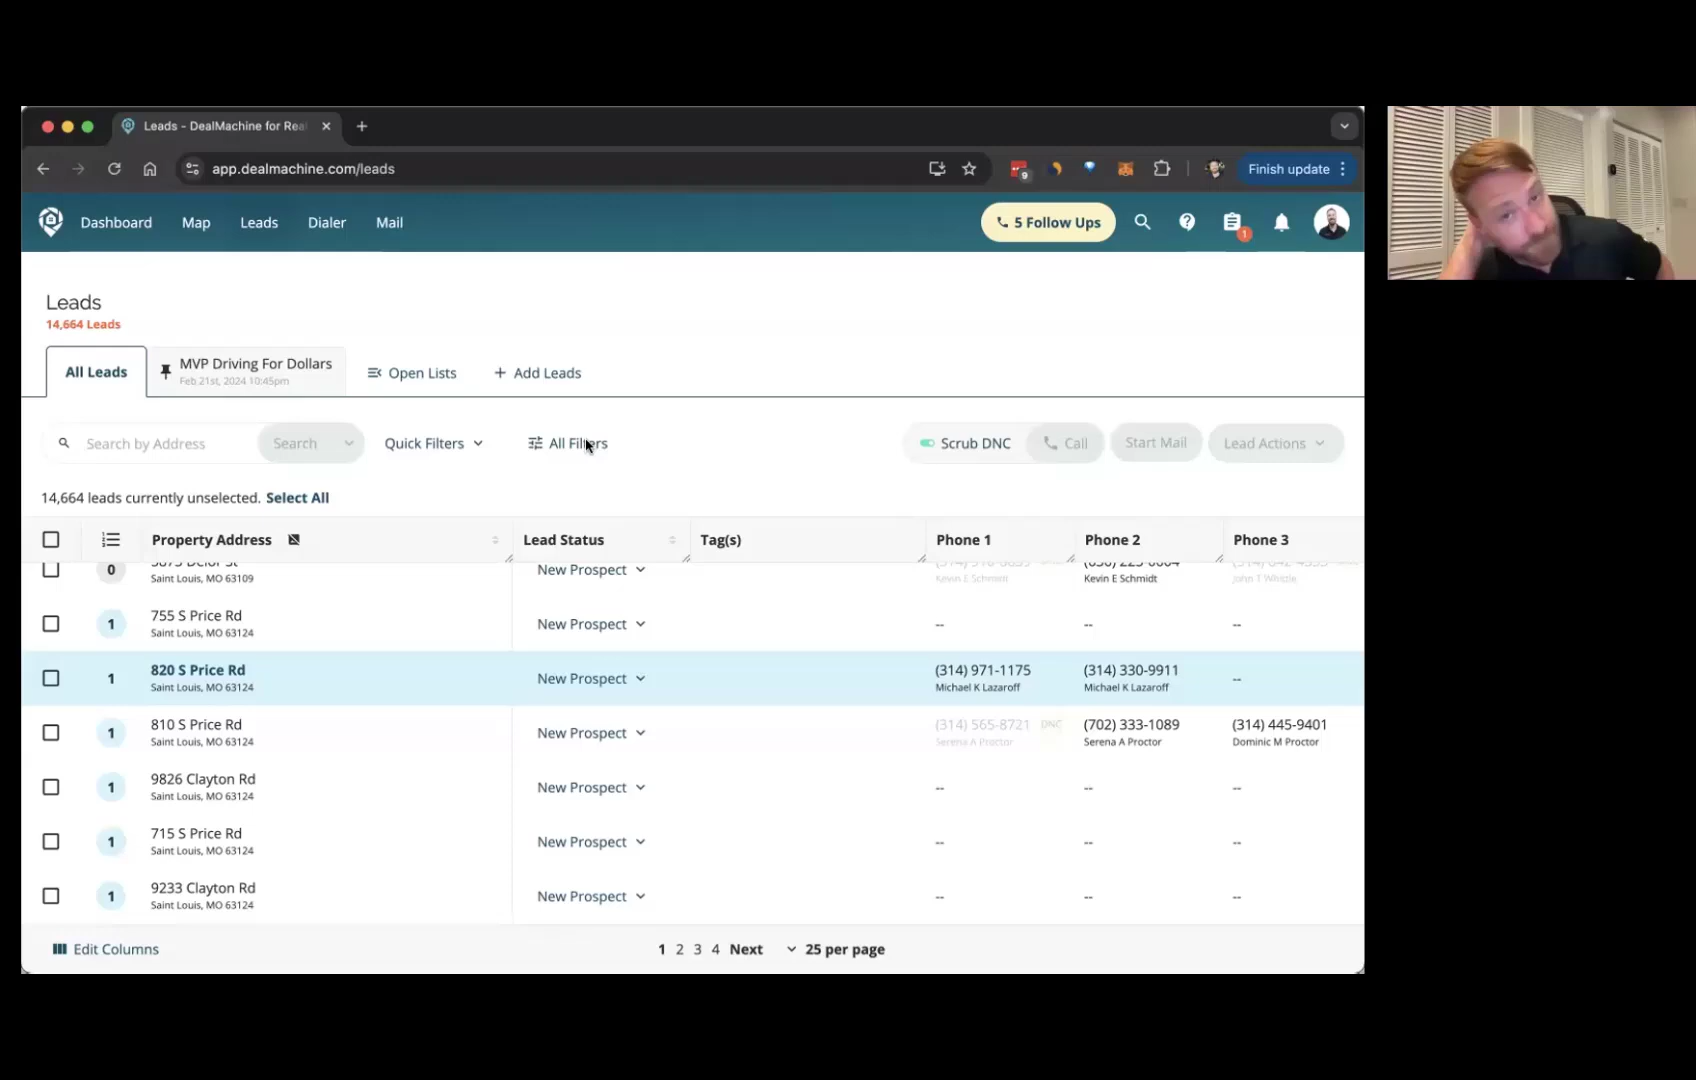 Leads - DealMachine for Rea
app.dealmachine.com/leads
9
Finish update
Dashboard
Map
Leads
Dialer
Mail
5 Follow Ups
1
Leads
14,664 Leads
All Leads
MVP Driving For Dollars
Feb 21st, 2024 10:45pm
Open Lists
+ Add Leads
Search by Address
Search
Quick Filters
All Filters
Scrub DNC
Call
Start Mail
Lead Actions
14,664 leads currently unselected. Select All
Property Address
Lead Status
Tag(s)
Phone 1
Phone 2
Phone 3
0
Saint Louis, MO 63109
New Prospect
Kevin E Schmidt
Kevin E Schmidt
John T Whistle
1
755 S Price Rd
Saint Louis, MO 63124
New Prospect
--
--
--
1
820 S Price Rd
Saint Louis, MO 63124
New Prospect
(314) 971-1175
Michael K Lazaroff
(314) 330-9911
Michael K Lazaroff
--
1
810 S Price Rd
Saint Louis, MO 63124
New Prospect
(314) 565-8721 DNC
Serena A Proctor
(702) 333-1089
Serena A Proctor
(314) 445-9401
Dominic M Proctor
1
9826 Clayton Rd
Saint Louis, MO 63124
New Prospect
--
--
--
1
715 S Price Rd
Saint Louis, MO 63124
New Prospect
--
--
--
1
9233 Clayton Rd
Saint Louis, MO 63124
New Prospect
--
--
--
Edit Columns
1 2 3 4 Next
25 per page